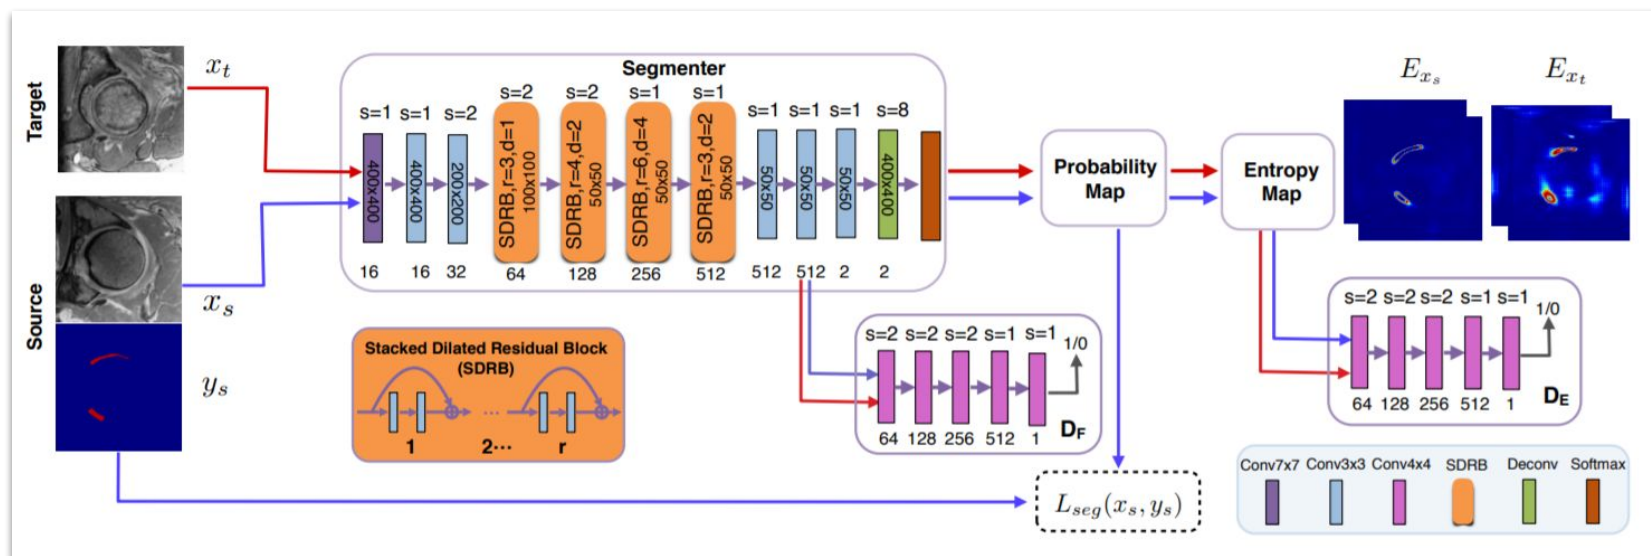 Target
x_t
Source
x_s
y_s
Segmenter
s=1 s=1 s=2 s=2 s=2 s=1 s=1 s=1 s=1 s=1 s=8
400x400
400x400
200x200
SDRB,r=3,d=1
100x100
SDRB,r=4,d=2
50x50
SDRB,r=6,d=4
50x50
SDRB,r=3,d=2
50x50
50x50
50x50
50x50
400x400
16 16 32 64 128 256 512 512 512 2 2
Probability
Map
Entropy
Map
E_{x_s}
E_{x_t}
Stacked Dilated Residual Block
(SDRB)
...
1 2··· r
s=2 s=2 s=2 s=1 s=1
1/0
64 128 256 512 1
D_F
s=2 s=2 s=2 s=1 s=1
1/0
64 128 256 512 1
D_E
L_{seg}(x_s, y_s)
Conv7x7 Conv3x3 Conv4x4 SDRB Deconv Softmax